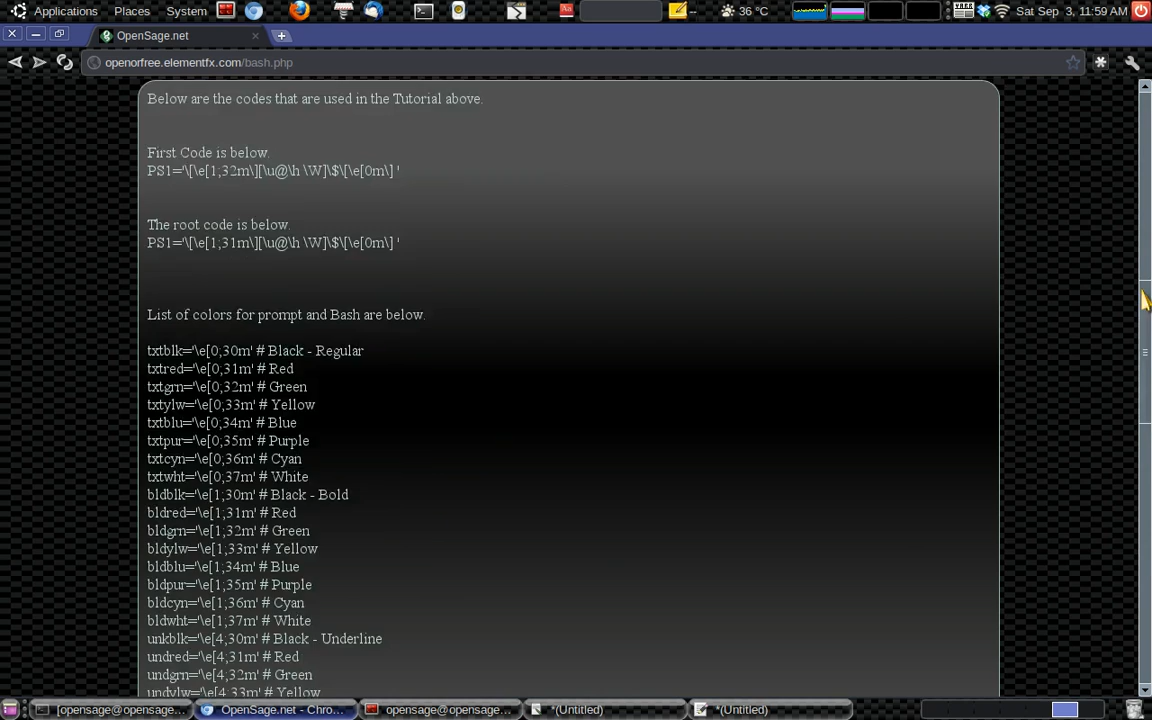 Applications Places System
36 °C
Sat Sep 3, 11:59 AM
OpenSage.net
openorfree.elementfx.com/bash.php
Below are the codes that are used in the Tutorial above.
First Code is below.
PS1='\[\e[1;32m\][\u@\h \W]\$\[\e[0m\] '
The root code is below.
PS1='\[\e[1;31m\][\u@\h \W]\$\[\e[0m\] '
List of colors for prompt and Bash are below.
txtblk='\e[0;30m' # Black - Regular
txtred='\e[0;31m' # Red
txtgrn='\e[0;32m' # Green
txtylw='\e[0;33m' # Yellow
txtblu='\e[0;34m' # Blue
txtpur='\e[0;35m' # Purple
txtcyn='\e[0;36m' # Cyan
txtwht='\e[0;37m' # White
bldblk='\e[1;30m' # Black - Bold
bldred='\e[1;31m' # Red
bldgrn='\e[1;32m' # Green
bldylw='\e[1;33m' # Yellow
bldblu='\e[1;34m' # Blue
bldpur='\e[1;35m' # Purple
bldcyn='\e[1;36m' # Cyan
bldwht='\e[1;37m' # White
unkblk='\e[4;30m' # Black - Underline
undred='\e[4;31m' # Red
undgrn='\e[4;32m' # Green
undylw='\e[4;33m' # Yellow
[opensage@opensage... OpenSage.net - Chro... opensage@opensage... *(Untitled) *(Untitled)